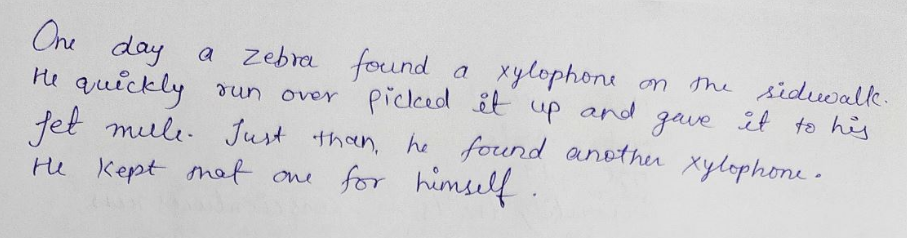 One day a zebra found a xylophone on the sidewalk.
He quickly run over picked it up and gave it to his
Jet mule. Just than, he found another xylophone.
He kept that one for himself.